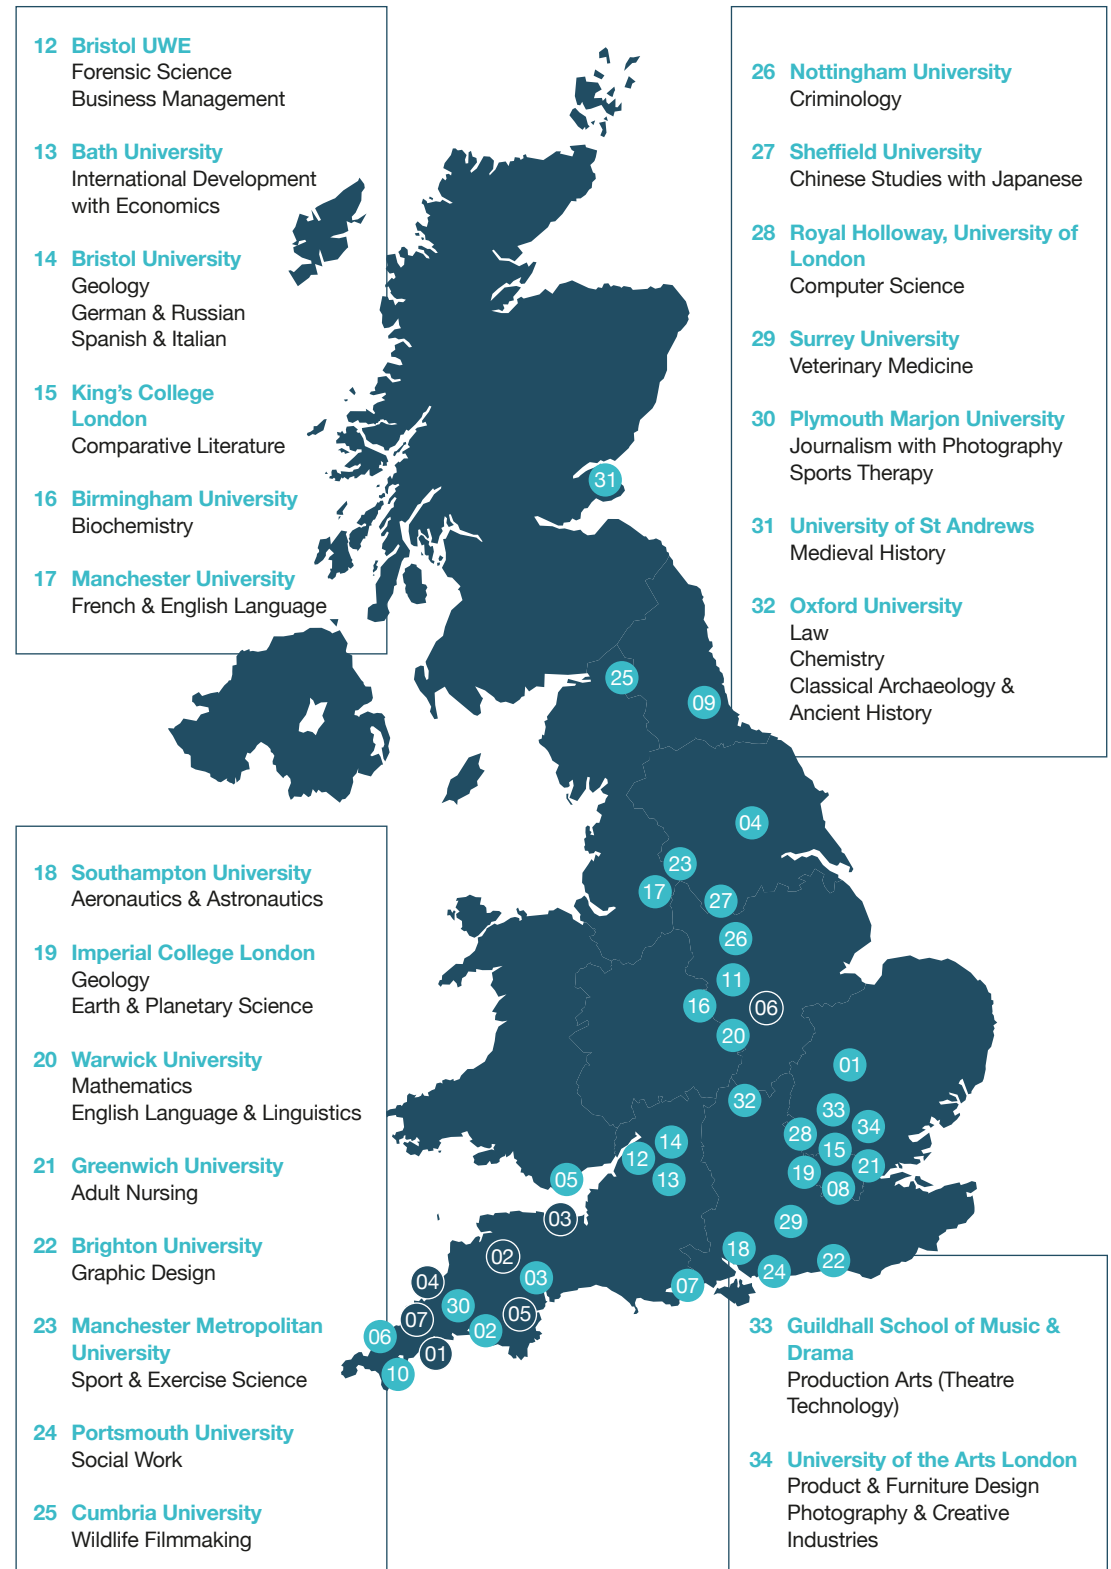 12 Bristol UWE
Forensic Science
Business Management
13 Bath University
International Development
with Economics
14 Bristol University
Geology
German & Russian
Spanish & Italian
15 King’s College
London
Comparative Literature
16 Birmingham University
Biochemistry
17 Manchester University
French & English Language
18 Southampton University
Aeronautics & Astronautics
19 Imperial College London
Geology
Earth & Planetary Science
20 Warwick University
Mathematics
English Language & Linguistics
21 Greenwich University
Adult Nursing
22 Brighton University
Graphic Design
23 Manchester Metropolitan
University
Sport & Exercise Science
24 Portsmouth University
Social Work
25 Cumbria University
Wildlife Filmmaking
26 Nottingham University
Criminology
27 Sheffield University
Chinese Studies with Japanese
28 Royal Holloway, University of
London
Computer Science
29 Surrey University
Veterinary Medicine
30 Plymouth Marjon University
Journalism with Photography
Sports Therapy
31 University of St Andrews
Medieval History
32 Oxford University
Law
Chemistry
Classical Archaeology &
Ancient History
33 Guildhall School of Music &
Drama
Production Arts (Theatre
Technology)
34 University of the Arts London
Product & Furniture Design
Photography & Creative
Industries
31
25
09
04
23
17
27
26
11
16
06
20
01
32
33
34
28
14
15
12
21
19
13
05
08
03
29
18
02
22
24
03
04
07
30
05
07
02
06
01
10